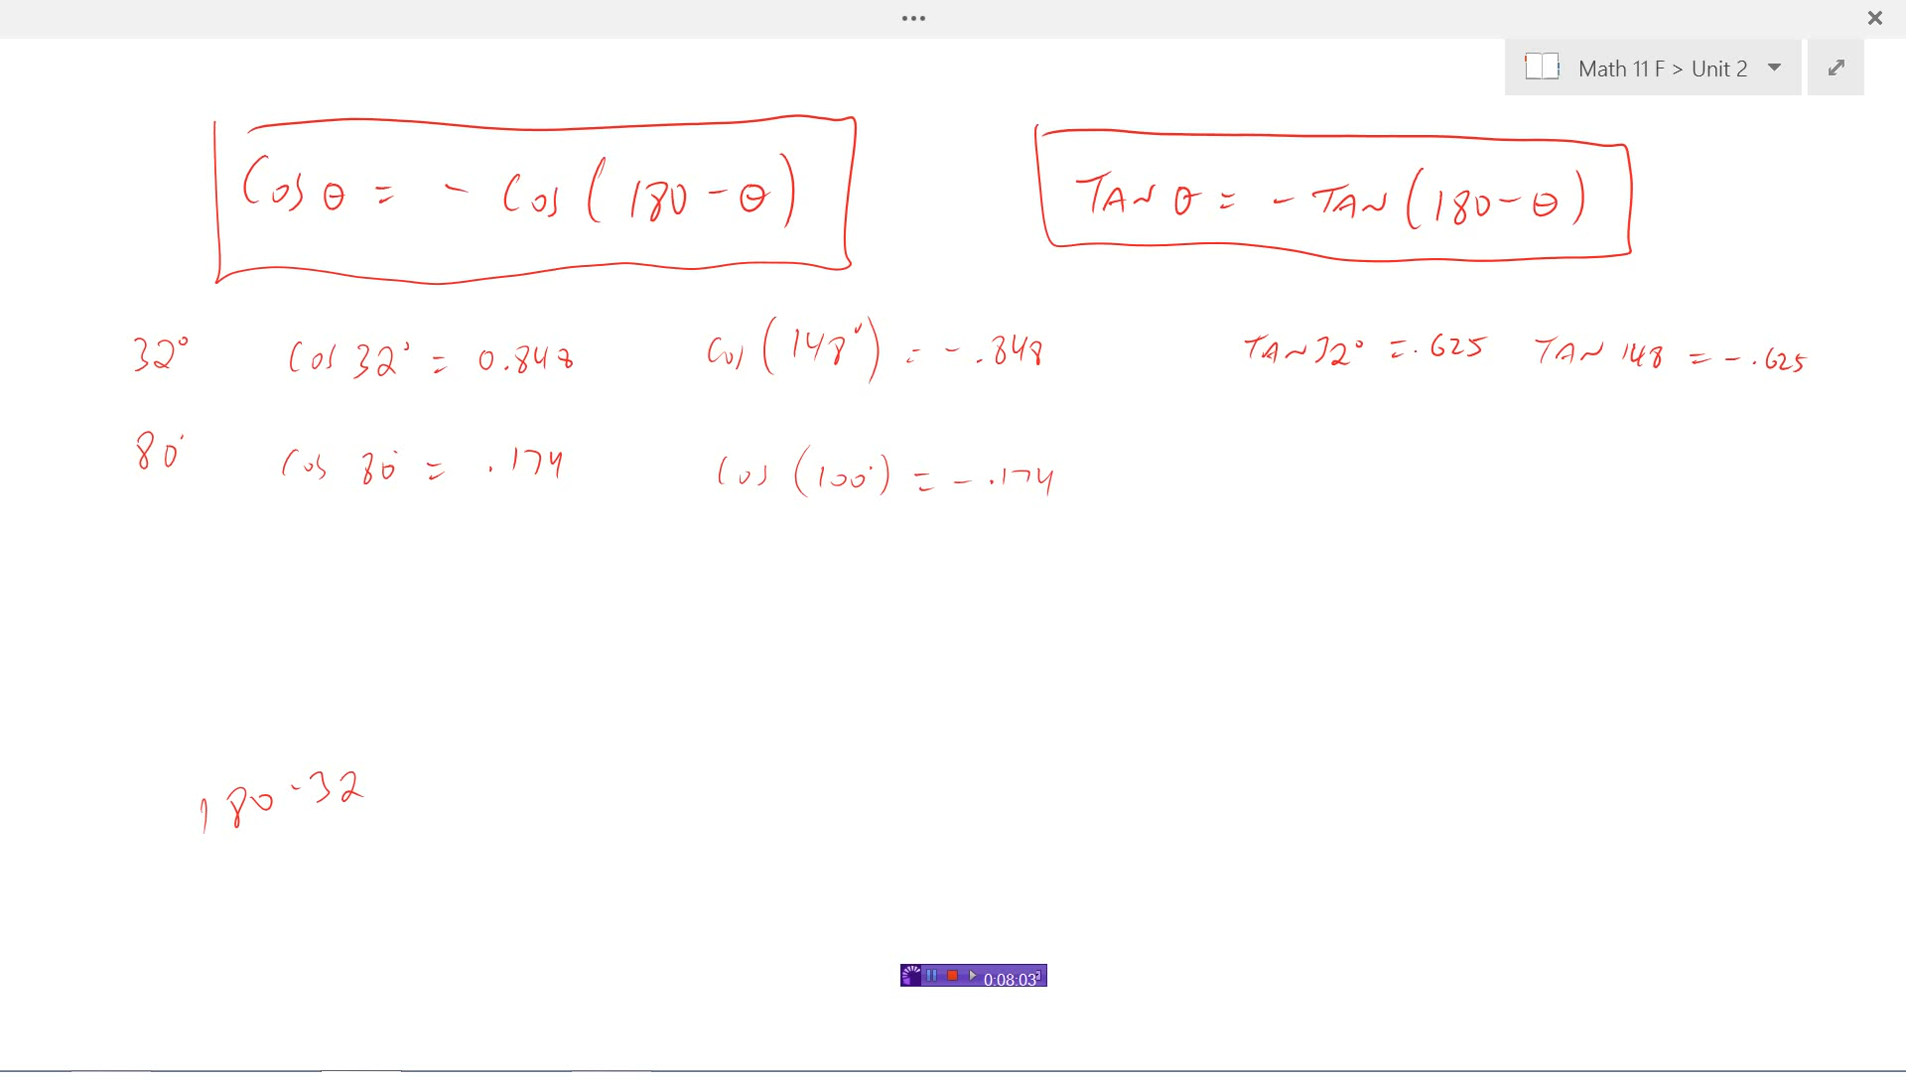 ...
Math 11 F > Unit 2
Cos θ = - Cos (180 - θ)
TAN θ = - TAN (180 - θ)
32° Cos 32° = 0.848 Cos (148°) = - .848 TAN 32° = .625 TAN 148 = - .625
80° Cos 80° = .174 Cos (100°) = - .174
180 - 32
0:08:03